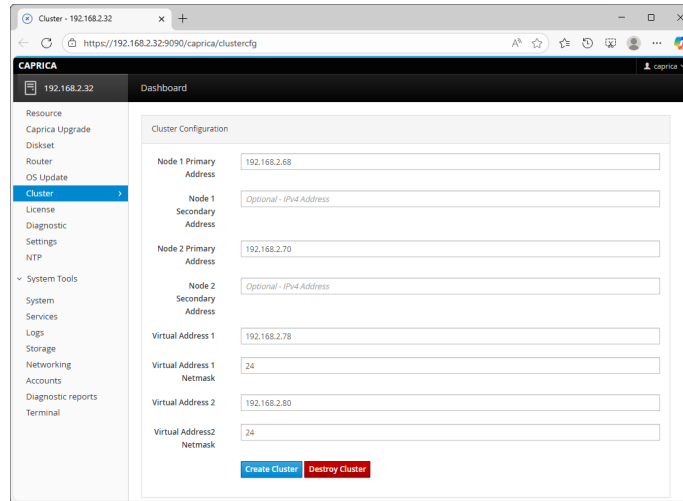 Cluster - 192.168.2.32
https://192.168.2.32:9090/caprica/clustercfg
CAPRICA
caprica
192.168.2.32
Dashboard
Resource
Caprica Upgrade
Diskset
Router
OS Update
Cluster
License
Diagnostic
Settings
NTP
System Tools
System
Services
Logs
Storage
Networking
Accounts
Diagnostic reports
Terminal
Cluster Configuration
Node 1 Primary
Address
192.168.2.68
Node 1
Secondary
Address
Optional - IPv4 Address
Node 2 Primary
Address
192.168.2.70
Node 2
Secondary
Address
Optional - IPv4 Address
Virtual Address 1
192.168.2.78
Virtual Address 1
Netmask
24
Virtual Address 2
192.168.2.80
Virtual Address2
Netmask
24
Create Cluster
Destroy Cluster